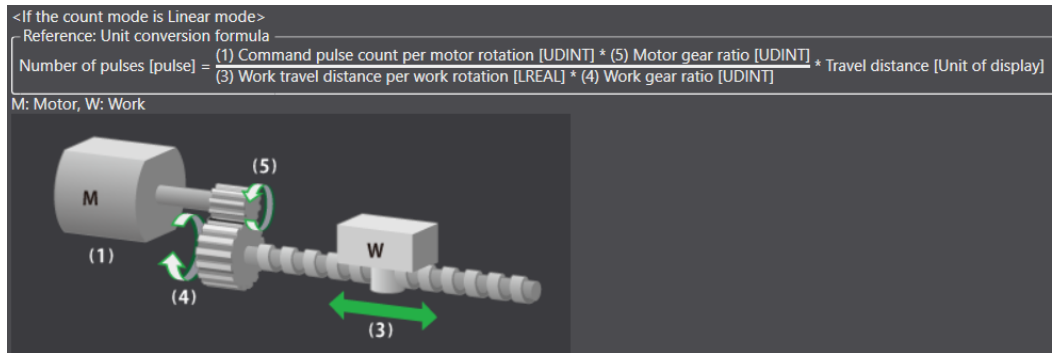 <If the count mode is Linear mode>
Reference: Unit conversion formula
Number of pulses [pulse] = (1) Command pulse count per motor rotation [UDINT] * (5) Motor gear ratio [UDINT]
(3) Work travel distance per work rotation [LREAL] * (4) Work gear ratio [UDINT] * Travel distance [Unit of display]
M: Motor, W: Work
(5)
M
W
(1)
(4)
(3)